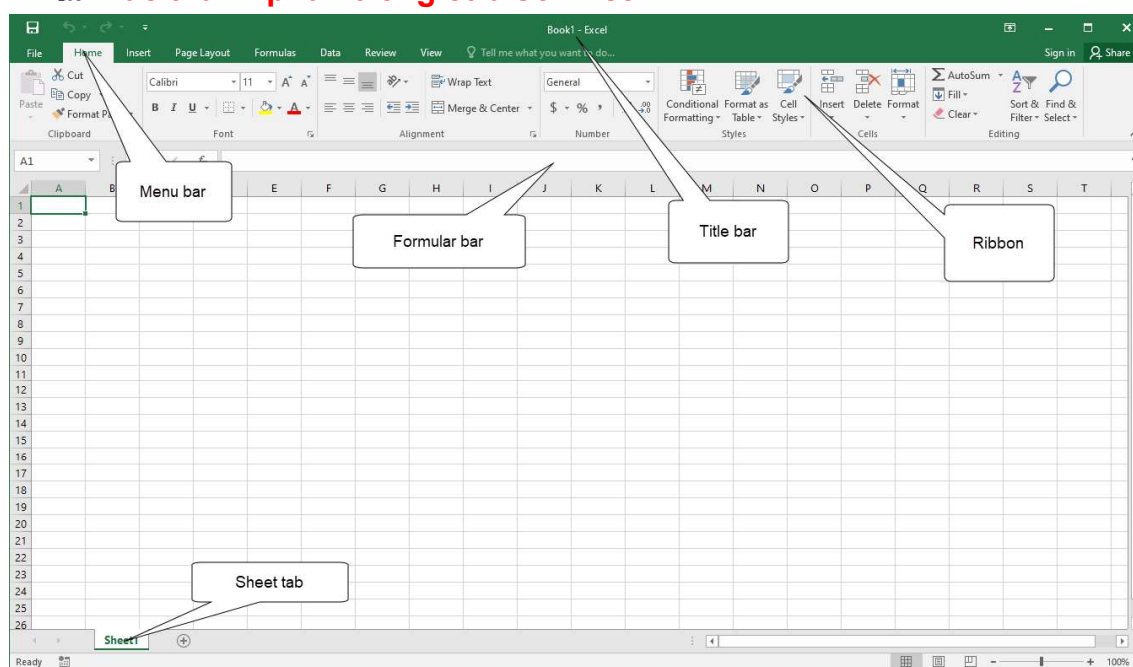 Book1 - Excel
File Home Insert Page Layout Formulas Data Review View Tell me what you want to do... Sign in Share
Paste Cut Calibri 11 Wrap Text General Conditional Formatting Format as Table Cell Styles Insert Delete Format AutoSum Sort & Filter Find & Select
Copy B I U Merge & Center $ % , Fill
Format Clear
Clipboard Font Alignment Number Styles Cells Editing
A1
A B E F G H I J K L M N O P Q R S T
Menu bar
Formular bar
Title bar
Ribbon
1
2
3
4
5
6
7
8
9
10
11
12
13
14
15
16
17
18
19
20
21
22
23
24
25
26
Sheet tab
Sheet1
Ready 100%